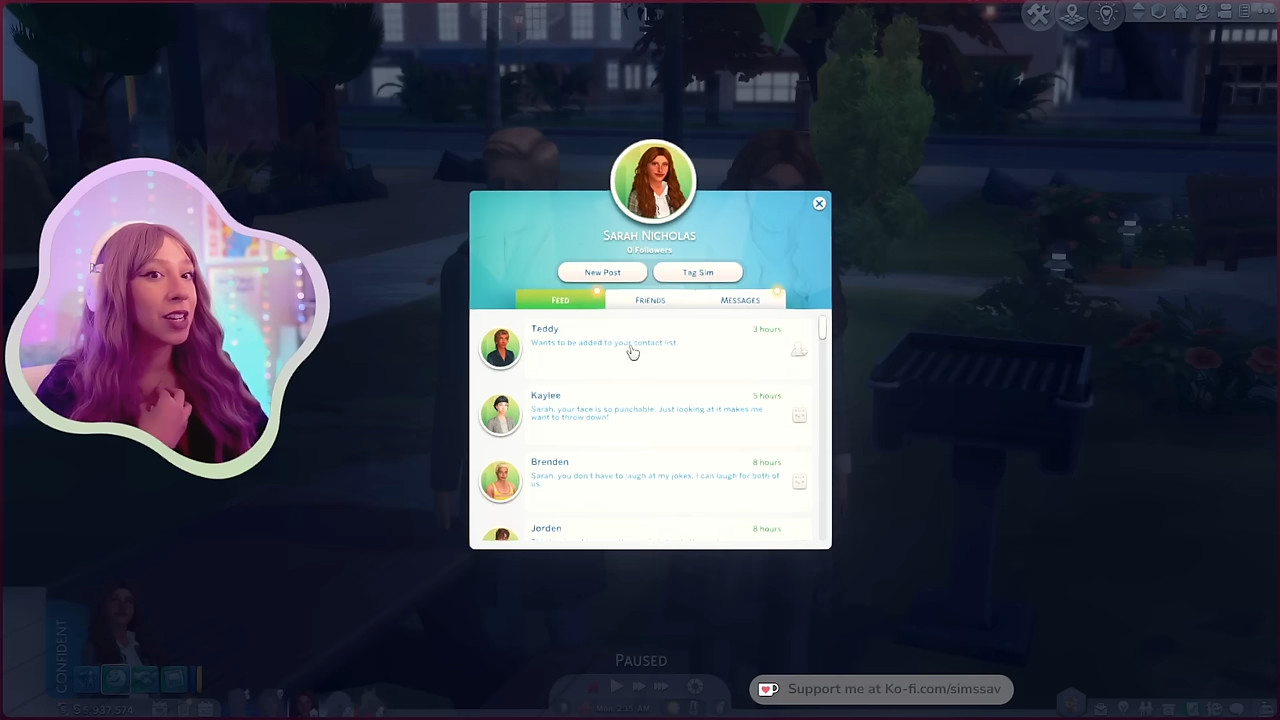 SARAH NICHOLAS
0 Followers
New Post
Tag Sim
FEED
FRIENDS
MESSAGES
Teddy
3 hours
Wants to be added to your contact list
Kaylee
5 hours
Sarah, your face is so punchable. Just looking at it makes me
want to throw down!
Brenden
8 hours
Sarah, you don't have to laugh at my jokes, I can laugh for both of
us.
Jorden
8 hours
CONFIDENT
PAUSED
Support me at Ko-fi.com/simssav